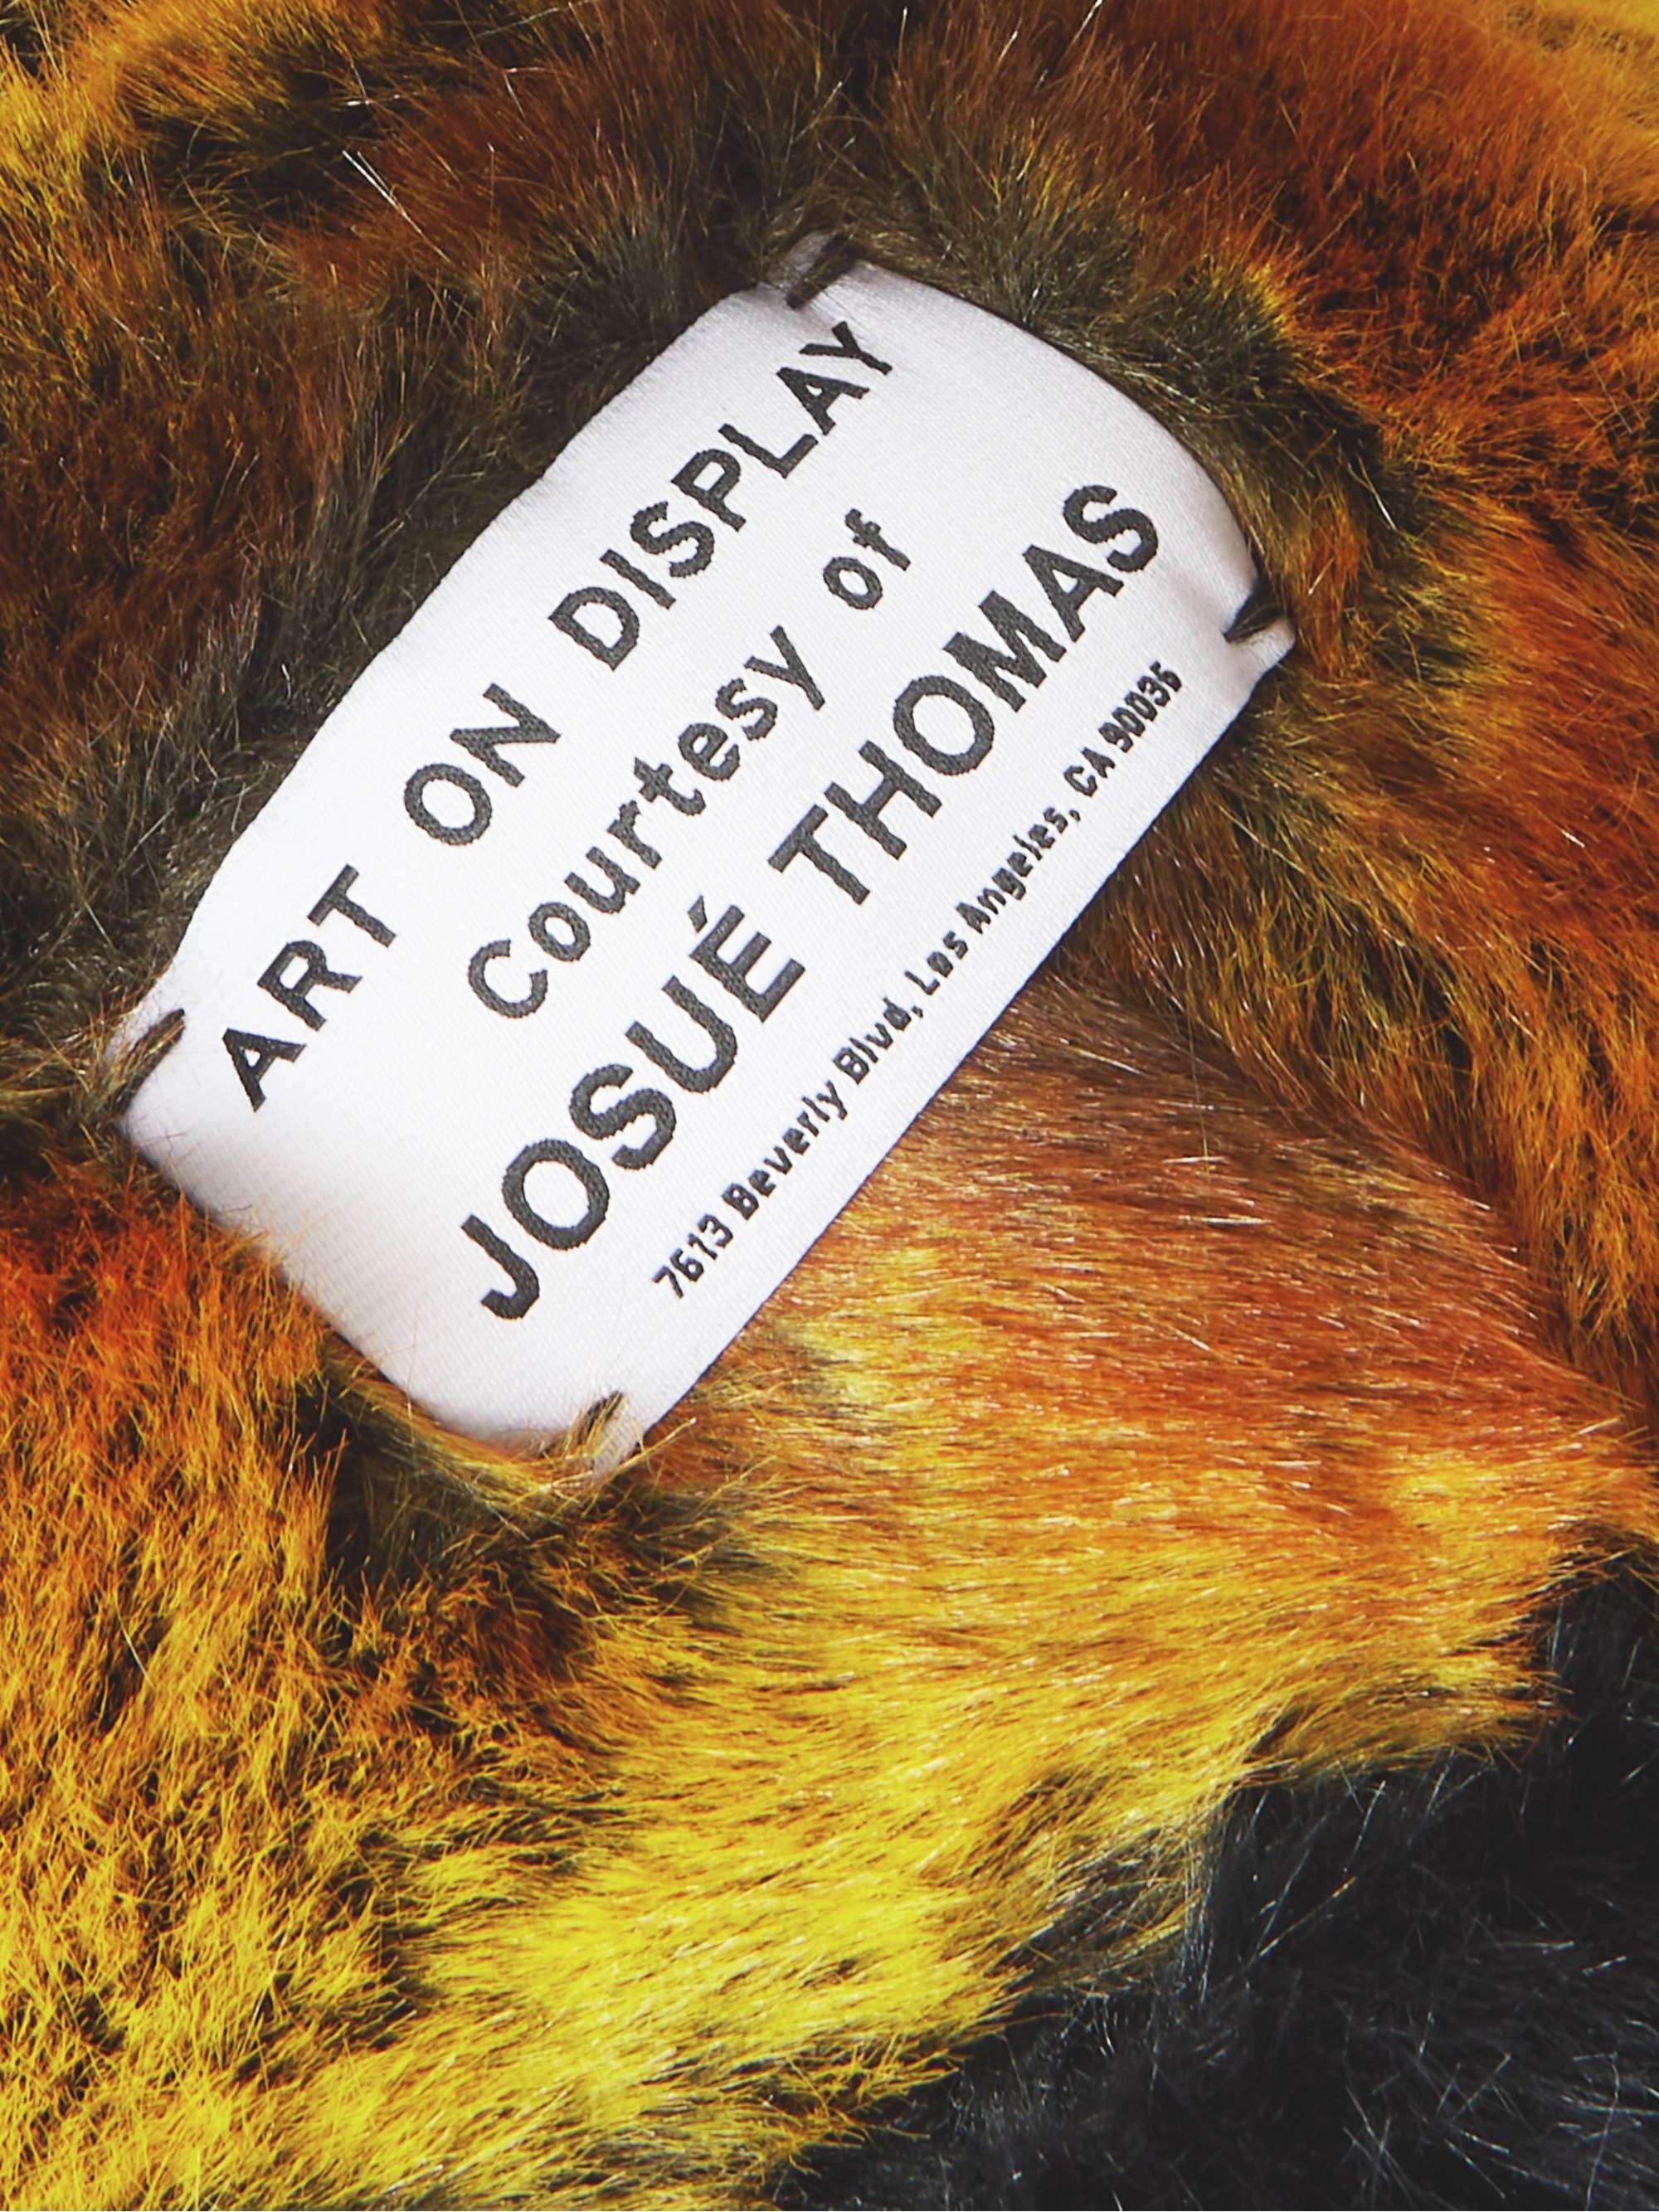 ART ON DISPLAY
Courtesy of
JOSUÉ THOMAS
7613 Beverly Blvd, Los Angeles, CA 90036